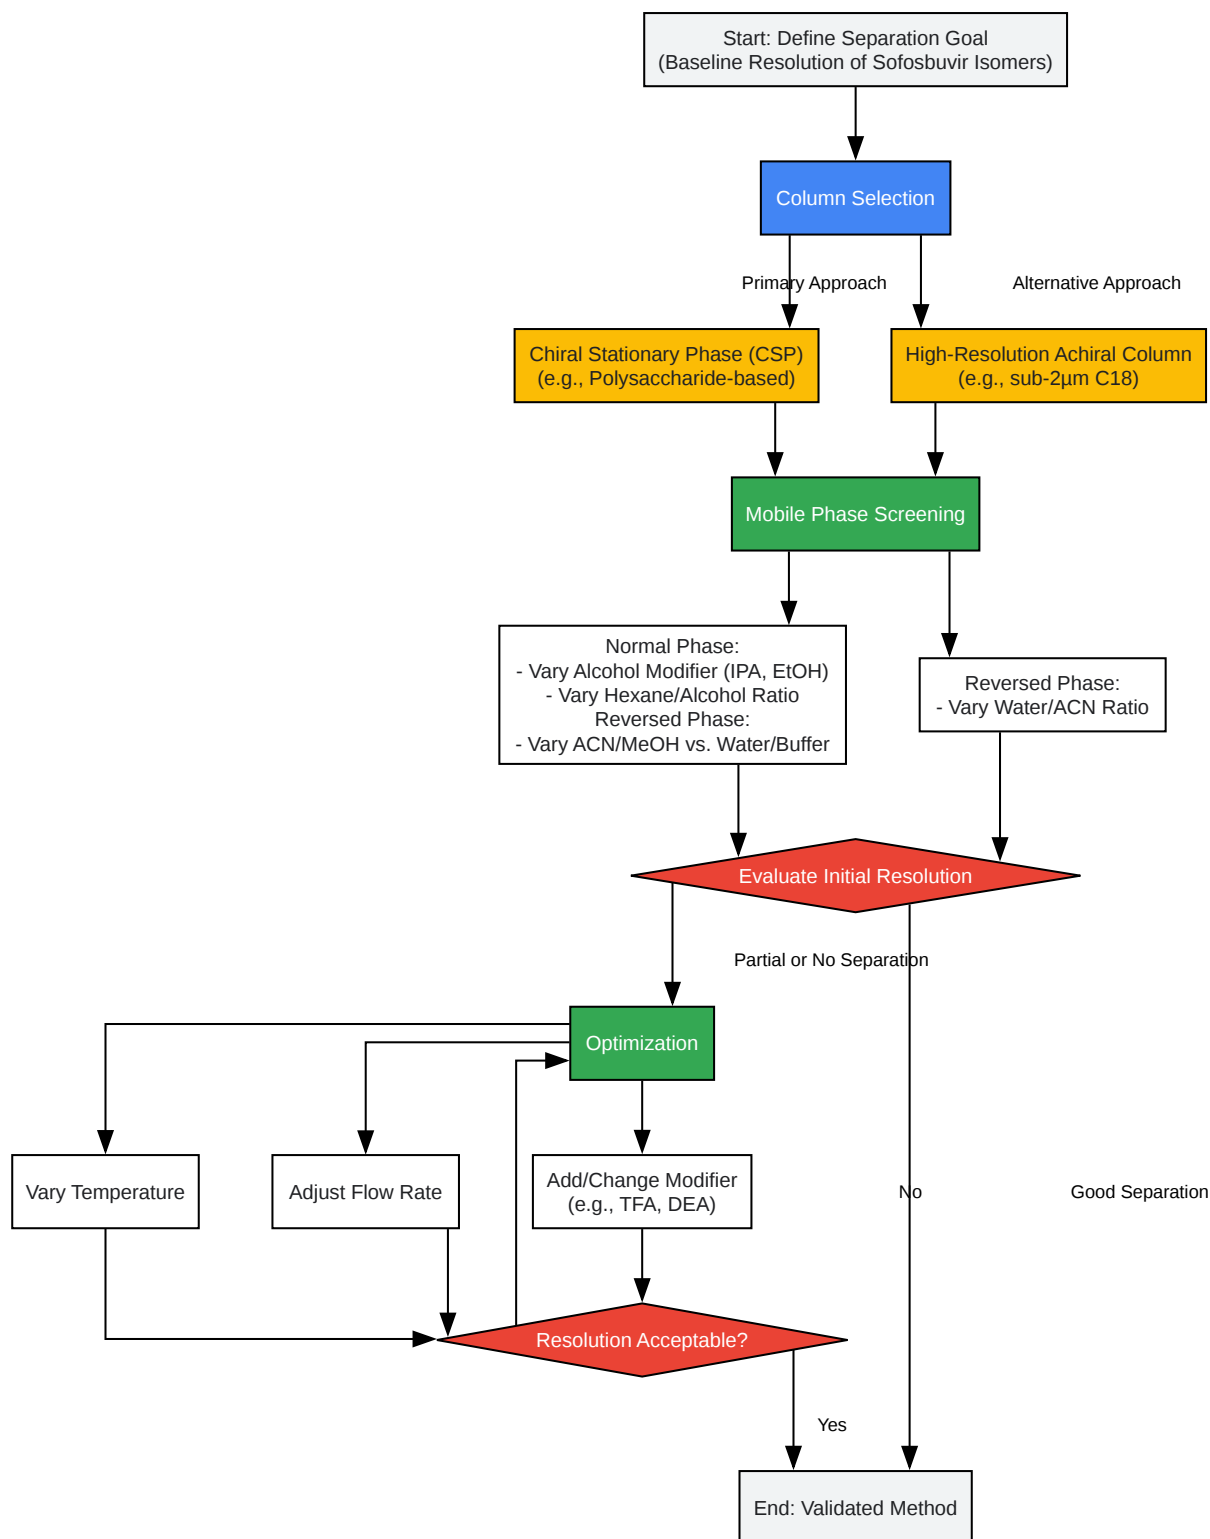 Start: Define Separation Goal
(Baseline Resolution of Sofosbuvir Isomers)
Column Selection
Primary Approach
Alternative Approach
Chiral Stationary Phase (CSP)
(e.g., Polysaccharide-based)
High-Resolution Achiral Column
(e.g., sub-2µm C18)
Mobile Phase Screening
Normal Phase:
- Vary Alcohol Modifier (IPA, EtOH)
- Vary Hexane/Alcohol Ratio
Reversed Phase:
- Vary ACN/MeOH vs. Water/Buffer
Reversed Phase:
- Vary Water/ACN Ratio
Evaluate Initial Resolution
Partial or No Separation
Optimization
Vary Temperature
Adjust Flow Rate
Add/Change Modifier
(e.g., TFA, DEA)
No
Good Separation
Resolution Acceptable?
Yes
End: Validated Method